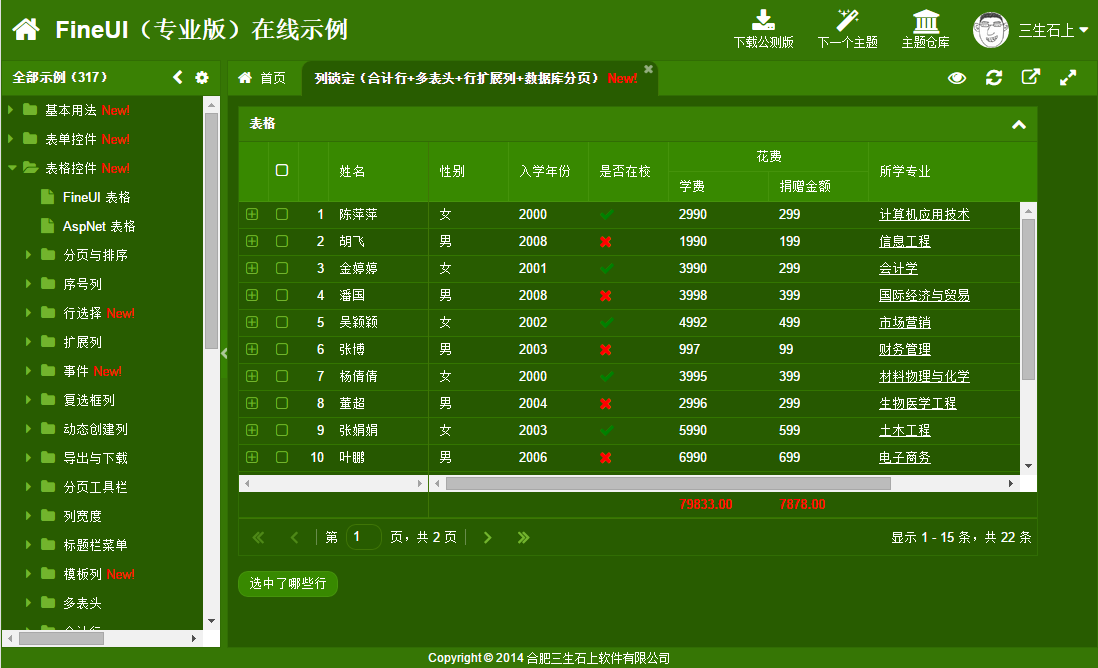 FineUI（专业版）在线示例
下载公测版 下一个主题 主题仓库 三生石上
全部示例（317）
首页 列锁定（合计行+多表头+行扩展列+数据库分页） New!
基本用法 New!
表单控件 New!
表格控件 New!
FineUI 表格
AspNet 表格
分页与排序
序号列
行选择 New!
扩展列
事件 New!
复选框列
动态创建列
导出与下载
分页工具栏
列宽度
标题栏菜单
模板列 New!
多表头
合计行
表格
姓名 性别 入学年份 是否在校 花费 所学专业
学费 捐赠金额
1 陈萍萍 女 2000 2990 299 计算机应用技术
2 胡飞 男 2008 1990 199 信息工程
3 金婷婷 女 2001 3990 299 会计学
4 潘国 男 2008 3998 399 国际经济与贸易
5 吴颖颖 女 2002 4992 499 市场营销
6 张博 男 2003 997 99 财务管理
7 杨倩倩 女 2000 3995 399 材料物理与化学
8 董超 男 2004 2996 299 生物医学工程
9 张娟娟 女 2003 5990 599 土木工程
10 叶鹏 男 2006 6990 699 电子商务
79833.00 7878.00
第 1 页，共 2 页 显示 1 - 15 条，共 22 条
选中了哪些行
Copyright © 2014 合肥三生石上软件有限公司